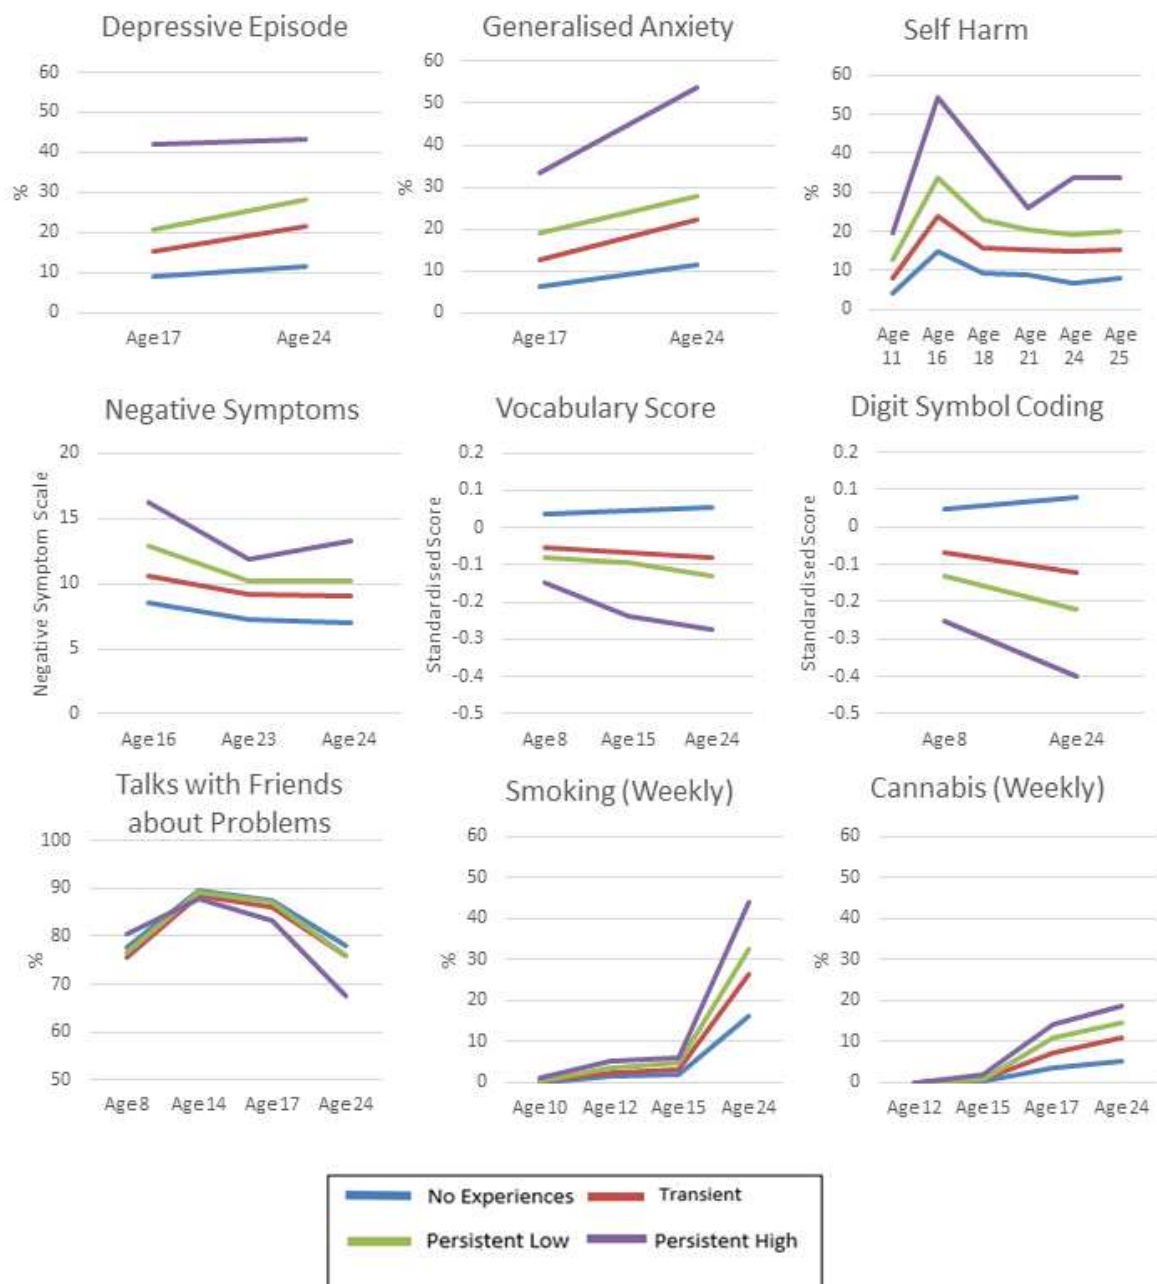 Depressive Episode
60
50
40
30
20
10
0
%
Age17
Age24
Generalised Anxiety
60
50
40
30
20
10
0
%
Age17
Age24
Self Harm
60
50
40
30
20
10
0
%
Age Age Age Age Age Age
11 16 18 21 24 25
Negative Symptoms
20
15
10
5
0
Negative Symptom Scale
Age16
Age23
Age24
Vocabulary Score
0.2
0.1
0
-0.1
-0.2
-0.3
-0.4
-0.5
Standardised Score
Age8
Age15
Age24
Digit Symbol Coding
0.2
0.1
0
-0.1
-0.2
-0.3
-0.4
-0.5
Standardised Score
Age8
Age24
Talks with Friends
about Problems
100
90
80
70
60
50
%
Age8
Age14
Age17
Age24
Smoking (Weekly)
60
50
40
30
20
10
0
%
Age10
Age12
Age15
Age24
Cannabis (Weekly)
60
50
40
30
20
10
0
%
Age12
Age15
Age17
Age24
No Experiences
Transient
Persistent Low
Persistent High